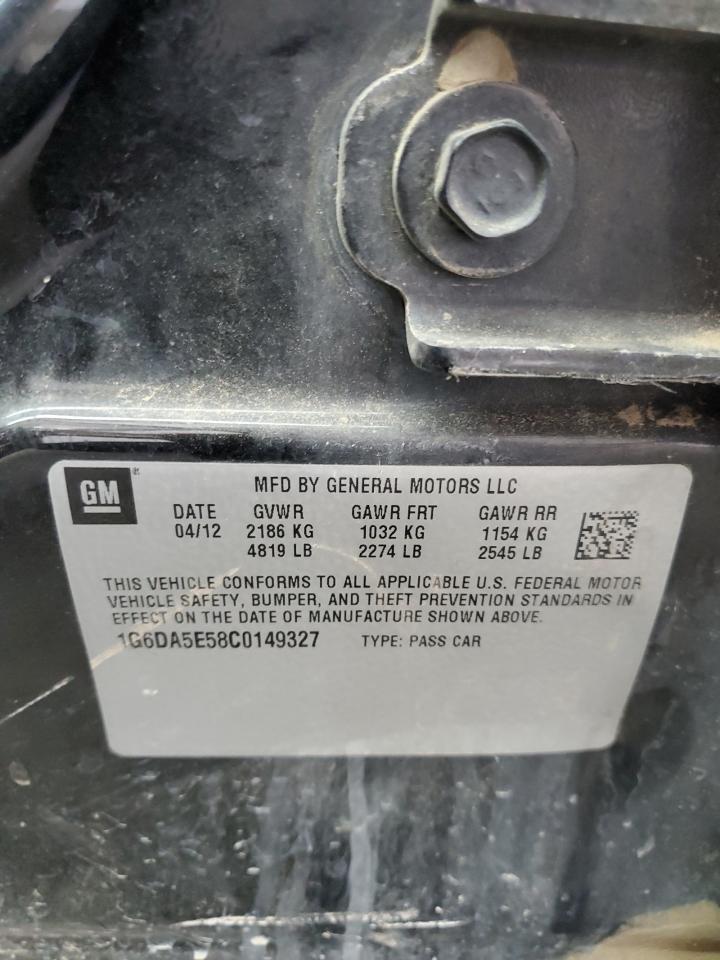 GM
MFD BY GENERAL MOTORS LLC
DATE GVWR GAWR FRT GAWR RR
04/12 2186 KG 1032 KG 1154 KG
4819 LB 2274 LB 2545 LB
THIS VEHICLE CONFORMS TO ALL APPLICABLE U.S. FEDERAL MOTOR
VEHICLE SAFETY, BUMPER, AND THEFT PREVENTION STANDARDS IN
EFFECT ON THE DATE OF MANUFACTURE SHOWN ABOVE.
1G6DA5E58C0149327 TYPE: PASS CAR